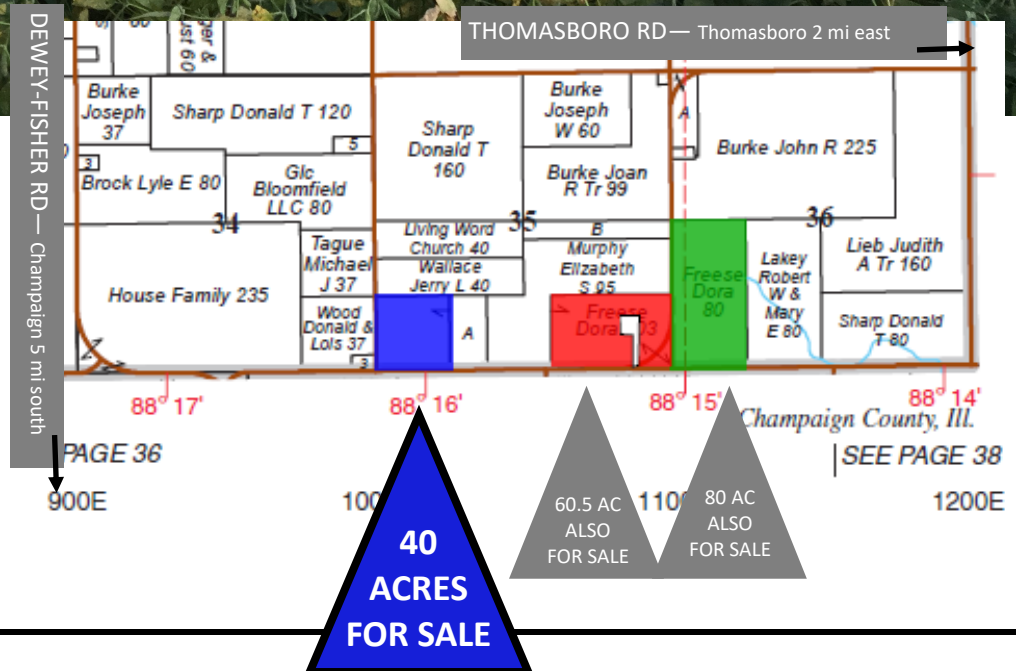 THOMASBORO RD— Thomasboro 2 mi east
DEWEY-FISHER RD— Champaign 5 mi south
60
Burke
Joseph
37
Sharp Donald T 120
5
3
Brock Lyle E 80
Glc
Bloomfield
LLC 80
34
House Family 235
Tague
Michael
J 37
Wood
Donald &
Lois 37
3
Sharp
Donald T
160
Burke
Joseph
W 60
Burke Joan
R Tr 99
35
Living Word
Church 40
Wallace
Jerry L 40
A
B
Murphy
Elizabeth
S 95
Freese
A
Burke John R 225
36
Freese
Dora
80
Lakey
Robert
W &
Mary
E 80
Lieb Judith
A Tr 160
Sharp Donald
T 80
88° 17'
88° 16'
88° 15'
88° 14'
Champaign County, Ill.
PAGE 36
SEE PAGE 38
900E
1200E
40
ACRES
FOR SALE
60.5 AC
ALSO
FOR SALE
80 AC
ALSO
FOR SALE